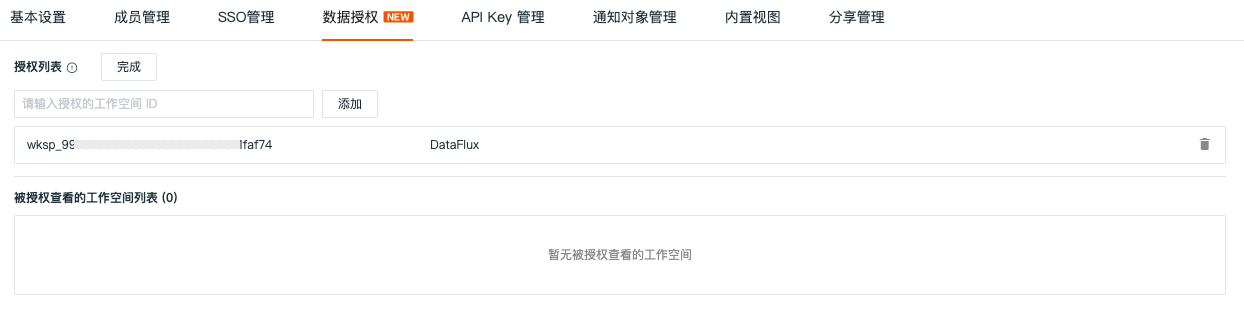 基本设置 成员管理 SSO管理 数据授权 NEW API Key 管理 通知对象管理 内置视图 分享管理
授权列表 完成
请输入授权的工作空间 ID 添加
wksp_99 lfaf74 DataFlux
被授权查看的工作空间列表 (0)
暂无被授权查看的工作空间